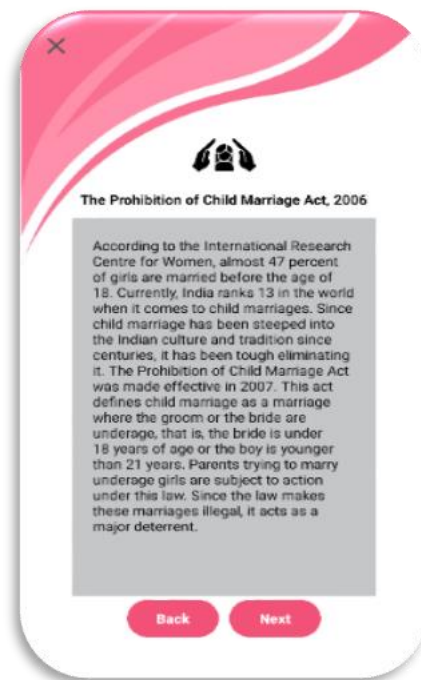 The Prohibition of Child Marriage Act, 2006
According to the International Research
Centre for Women, almost 47 percent
of girls are married before the age of
18. Currently, India ranks 13 in the world
when it comes to child marriages. Since
child marriage has been steeped into
the Indian culture and tradition since
centuries, it has been tough eliminating
it. The Prohibition of Child Marriage Act
was made effective in 2007. This act
defines child marriage as a marriage
where the groom or the bride are
underage, that is, the bride is under
18 years of age or the boy is younger
than 21 years. Parents trying to marry
underage girls are subject to action
under this law. Since the law makes
these marriages illegal, it acts as a
major deterrent.
Back Next